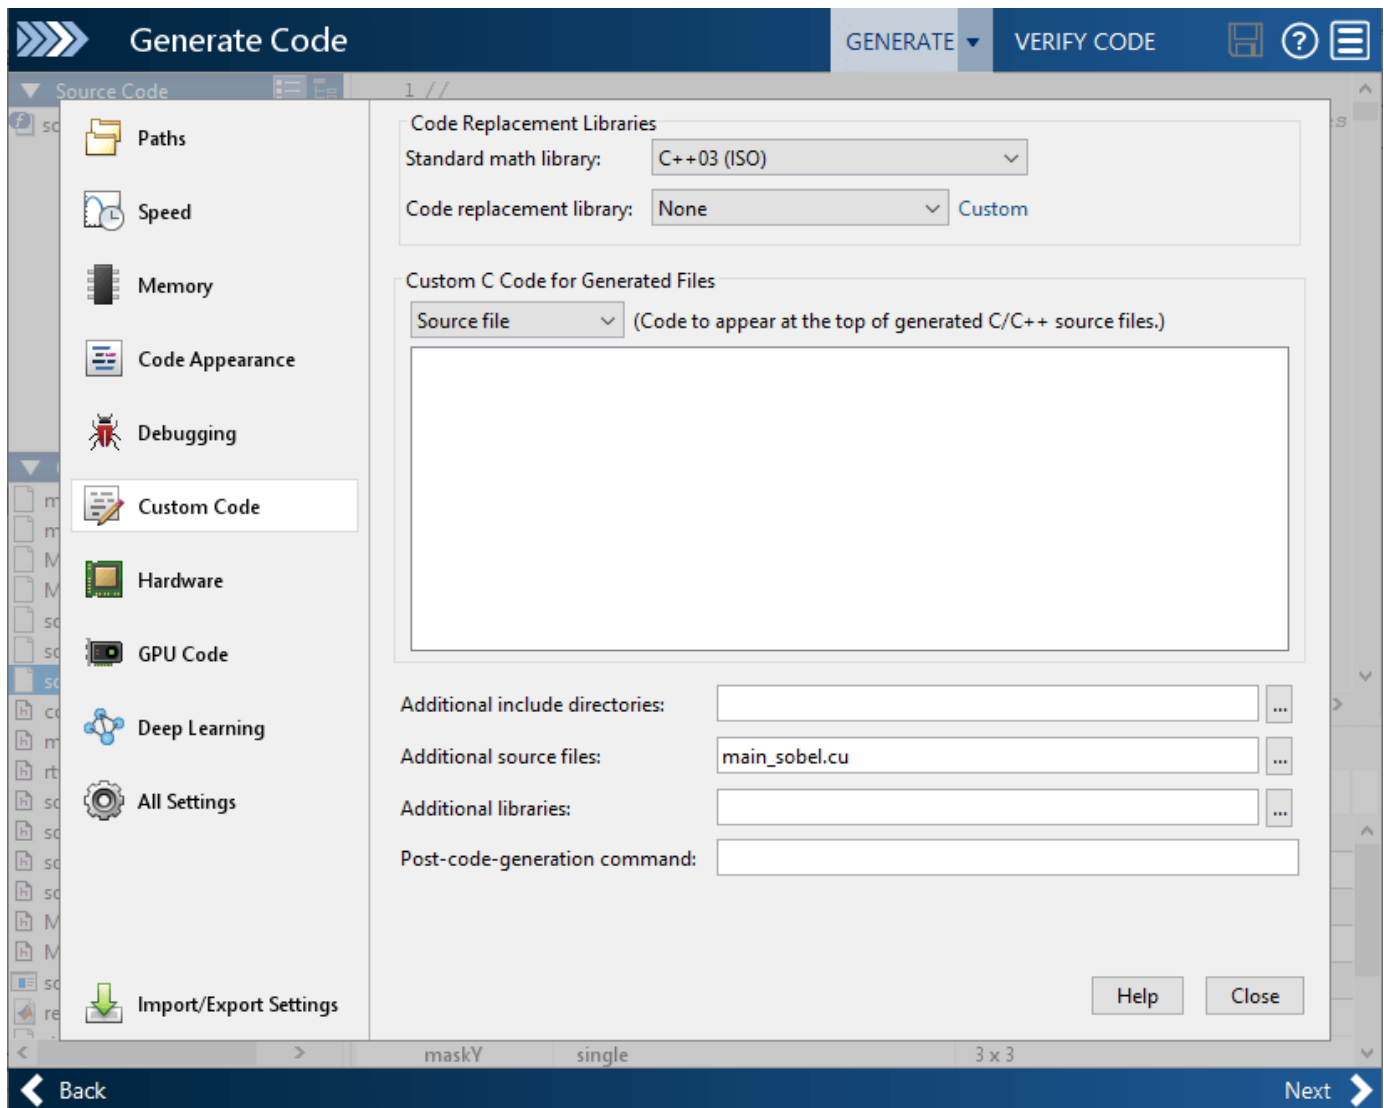 Generate Code
GENERATE
VERIFY CODE
?
Source Code
1 //
Paths
Speed
Memory
Code Appearance
Debugging
Custom Code
Hardware
GPU Code
Deep Learning
All Settings
Import/Export Settings
Code Replacement Libraries
Standard math library: C++03 (ISO)
Code replacement library: None Custom
Custom C Code for Generated Files
Source file (Code to appear at the top of generated C/C++ source files.)
Additional include directories: ...
Additional source files: main_sobel.cu ...
Additional libraries: ...
Post-code-generation command:
Help Close
maskY single 3 x 3
Back
Next